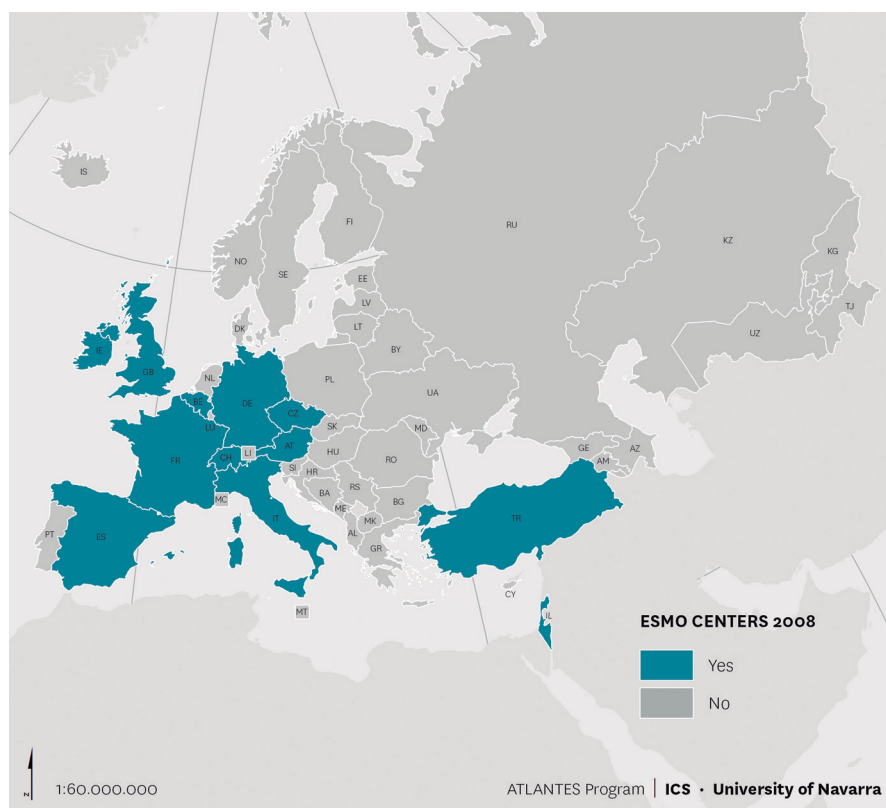 IS
FI
RU
NO
SE
KZ
KG
EE
LV
TJ
DK
LT
UZ
IE
BY
GB
NL
PL
BE
DE
UA
CZ
LU
SK
MD
AT
FR
CH
LI
HU
GE
AZ
SI
RO
AM
HR
MC
BA
RS
BG
IT
ME
MK
TR
PT
ES
AL
GR
CY
MT
IL
ESMO CENTERS 2008
Yes
No
N
1:60.000.000
ATLANTES Program | ICS · University of Navarra